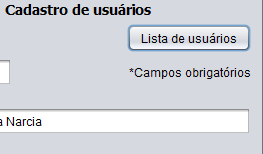 Cadastro de usuários
Lista de usuários
*Campos obrigatórios
a Narcia